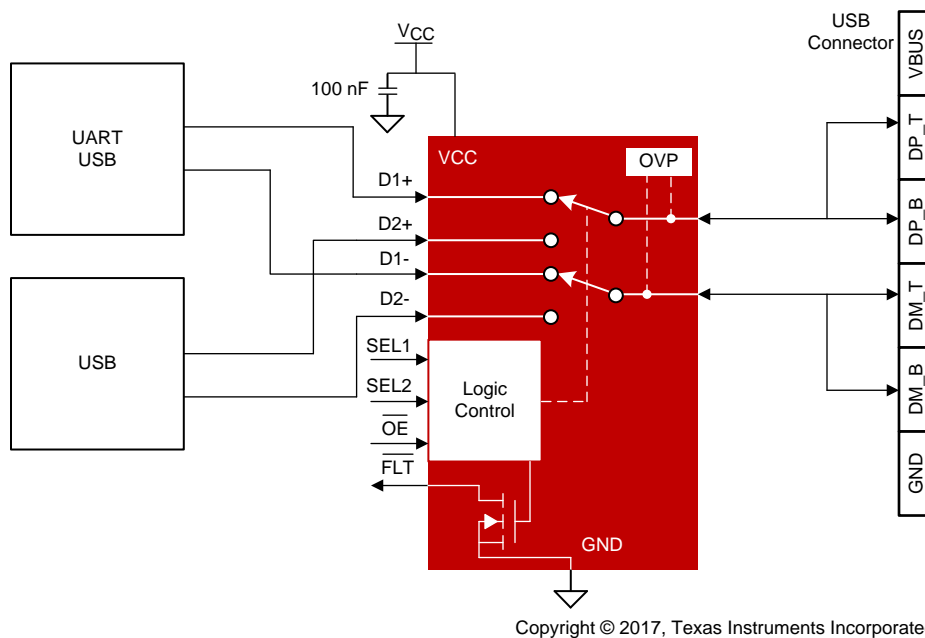 USB
Connector
VCC
100 nF
UART
USB
VCC
OVP
D1+
D2+
D1-
D2-
USB
SEL1
SEL2
OE
FLT
Logic
Control
GND
VBUS
DP_T
DP_B
DM_T
DM_B
GND
Copyright © 2017, Texas Instruments Incorporate